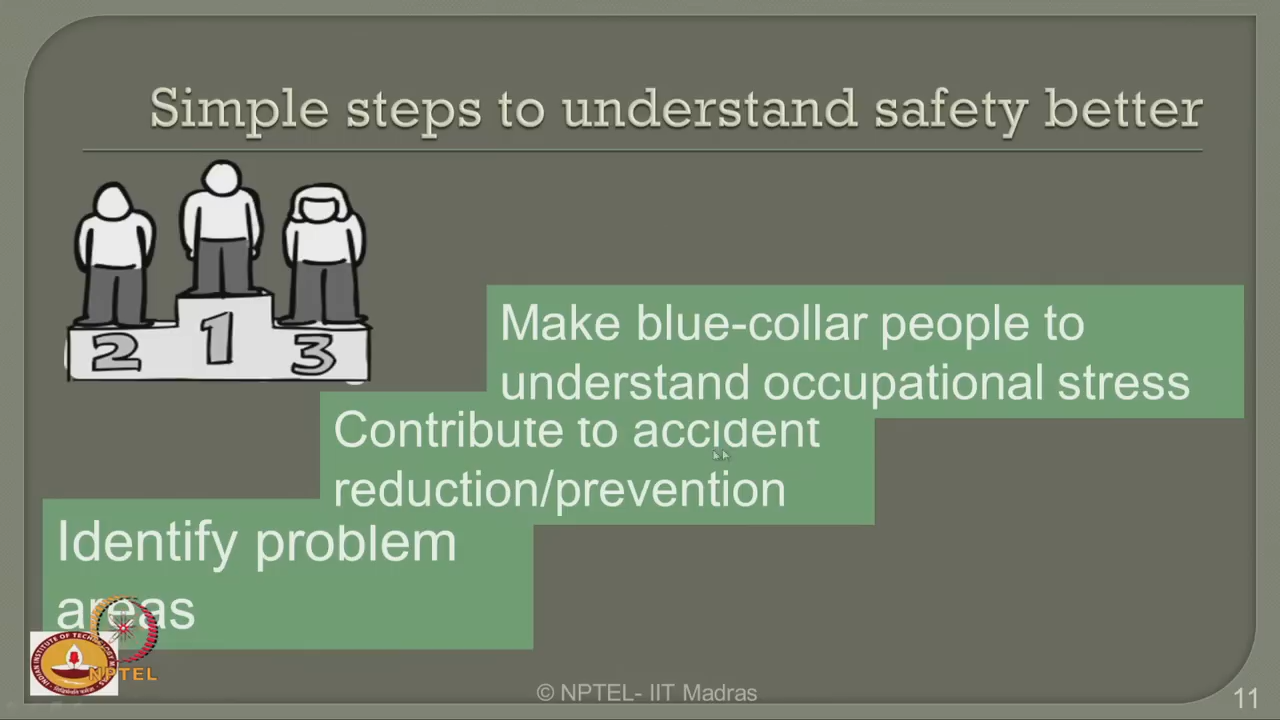 Simple steps to understand safety better
2 1 3
Make blue-collar people to
understand occupational stress
Contribute to accident
reduction/prevention
Identify problem
areas
NPTEL
© NPTEL- IIT Madras
11